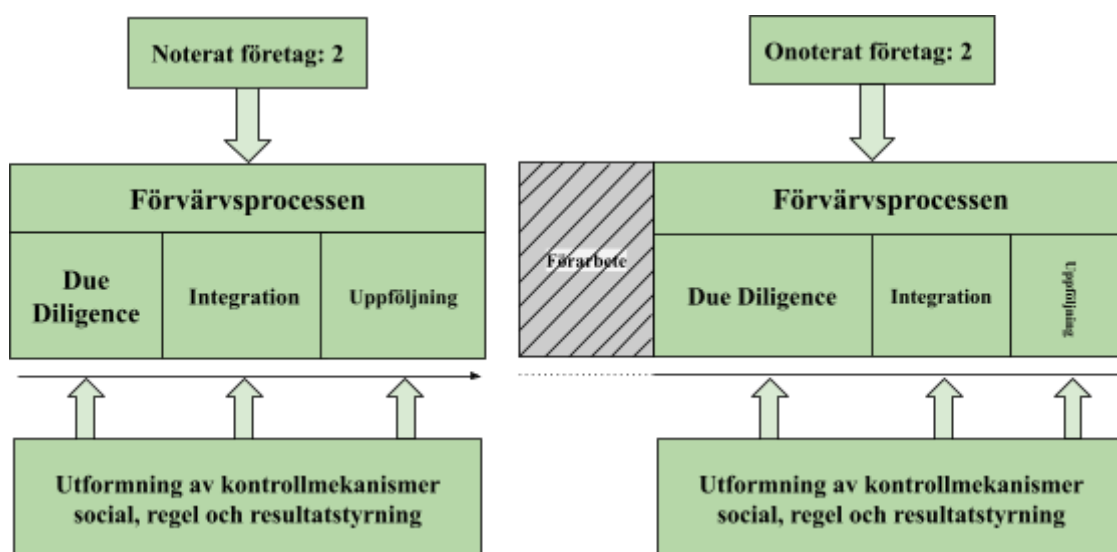 Noterat företag: 2
Förvärvsprocessen
Due
Diligence
Integration
Uppföljning
Utformning av kontrollmekanismer
social, regel och resultatstyrning
Onoterat företag: 2
Förarbete
Förvärvsprocessen
Due Diligence
Integration
Uppföljning
Utformning av kontrollmekanismer
social, regel och resultatstyrning